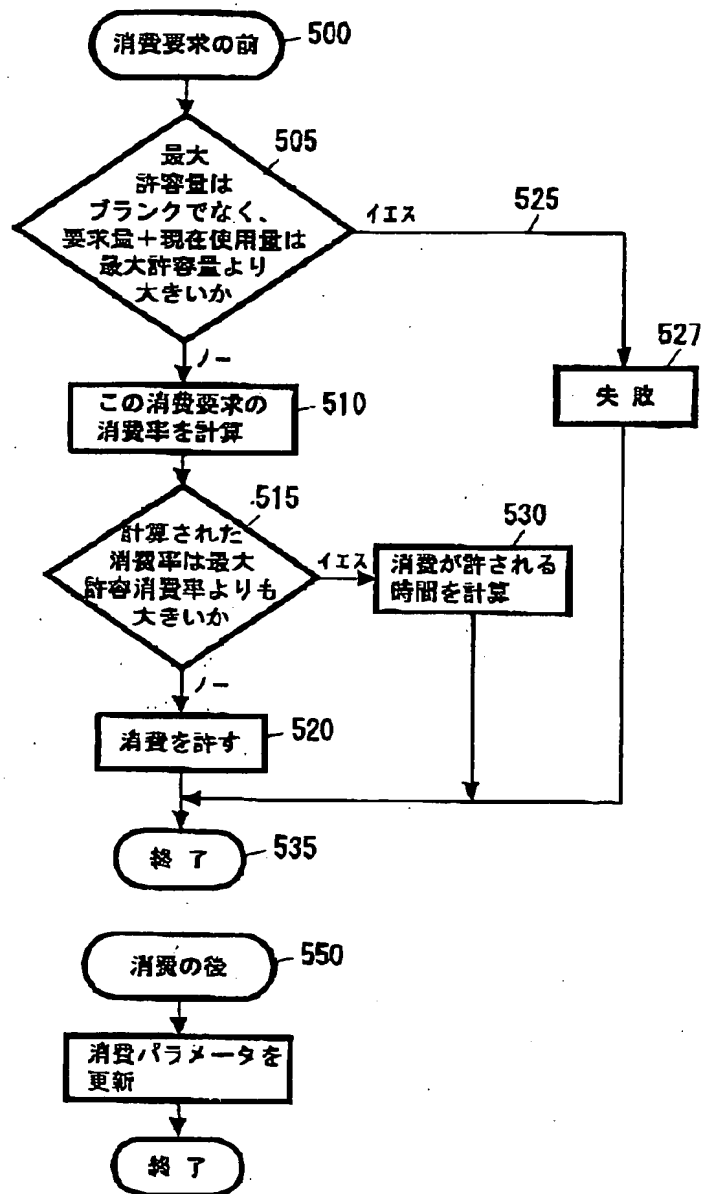 消費要求の前
500
505
最大
許容量は
ブランクでなく、
要求量+現在使用量は
最大許容量より
大きいか
イエス
525
527
失敗
ノー
この消費要求の
消費率を計算
510
515
計算された
消費率は最大
許容消費率よりも
大きいか
イエス
530
消費が許される
時間を計算
ノー
消費を許す
520
終了
535
消費の後
550
消費パラメータを
更新
終了